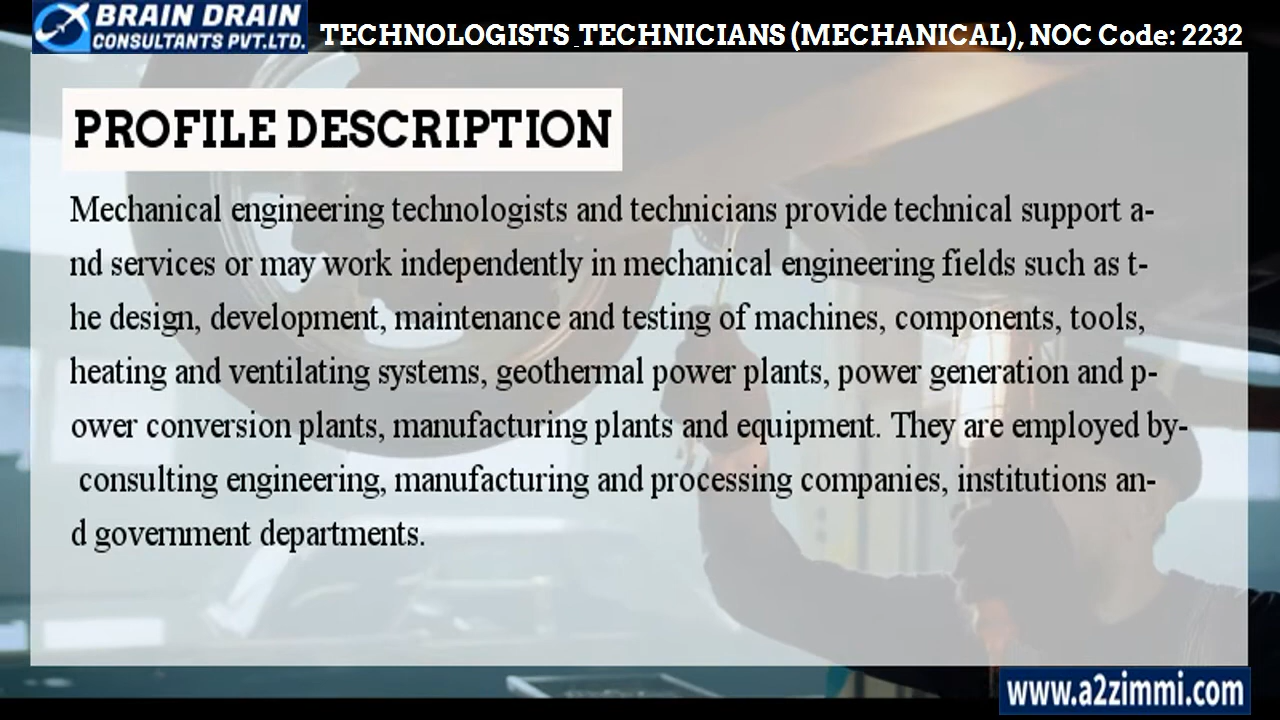 BRAIN DRAIN
CONSULTANTS PVT.LTD.
TECHNOLOGISTS_TECHNICIANS (MECHANICAL), NOC Code: 2232
PROFILE DESCRIPTION
Mechanical engineering technologists and technicians provide technical support a-
nd services or may work independently in mechanical engineering fields such as t-
he design, development, maintenance and testing of machines, components, tools,
heating and ventilating systems, geothermal power plants, power generation and p-
ower conversion plants, manufacturing plants and equipment. They are employed by-
consulting engineering, manufacturing and processing companies, institutions an-
d government departments.
www.a2zimmi.com